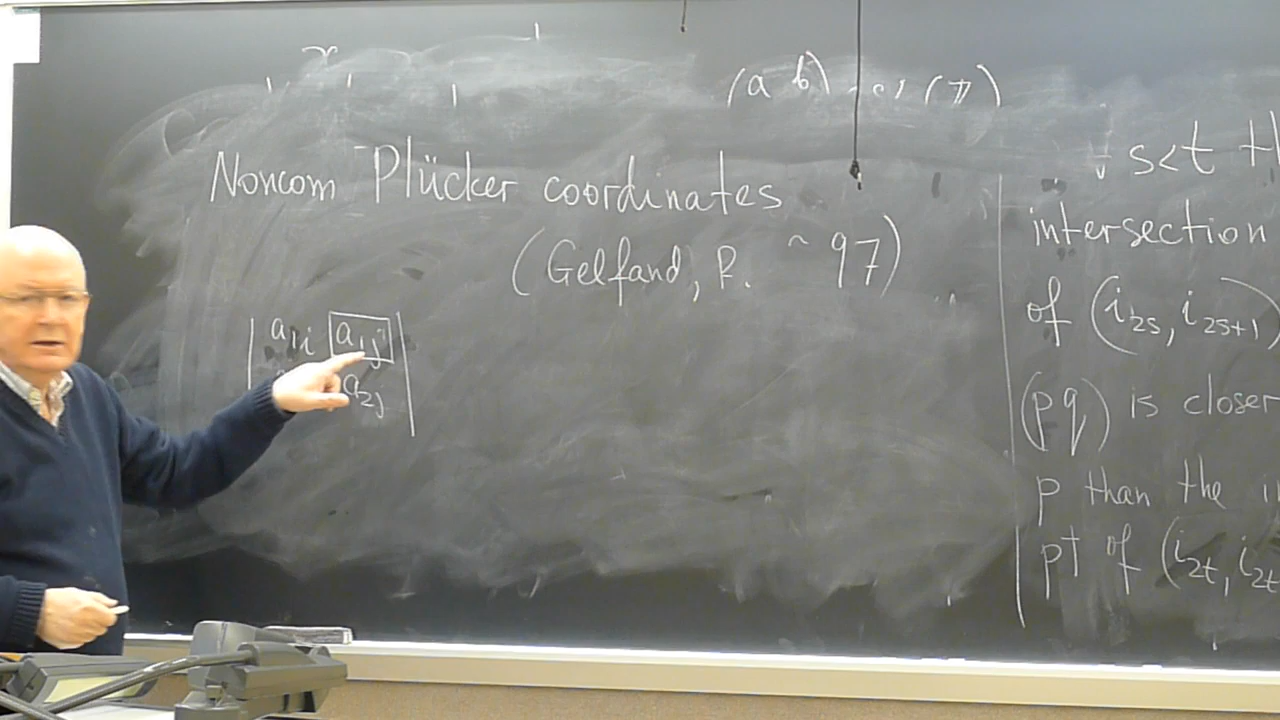 (a b)
Noncom Plücker coordinates
(Gelfand, R. ~ 97)
a1i a1j
a2j
s<t
intersection
of (i2s, i2s+1)
(pq) is closer
p than the
pt of (i2t, i2t